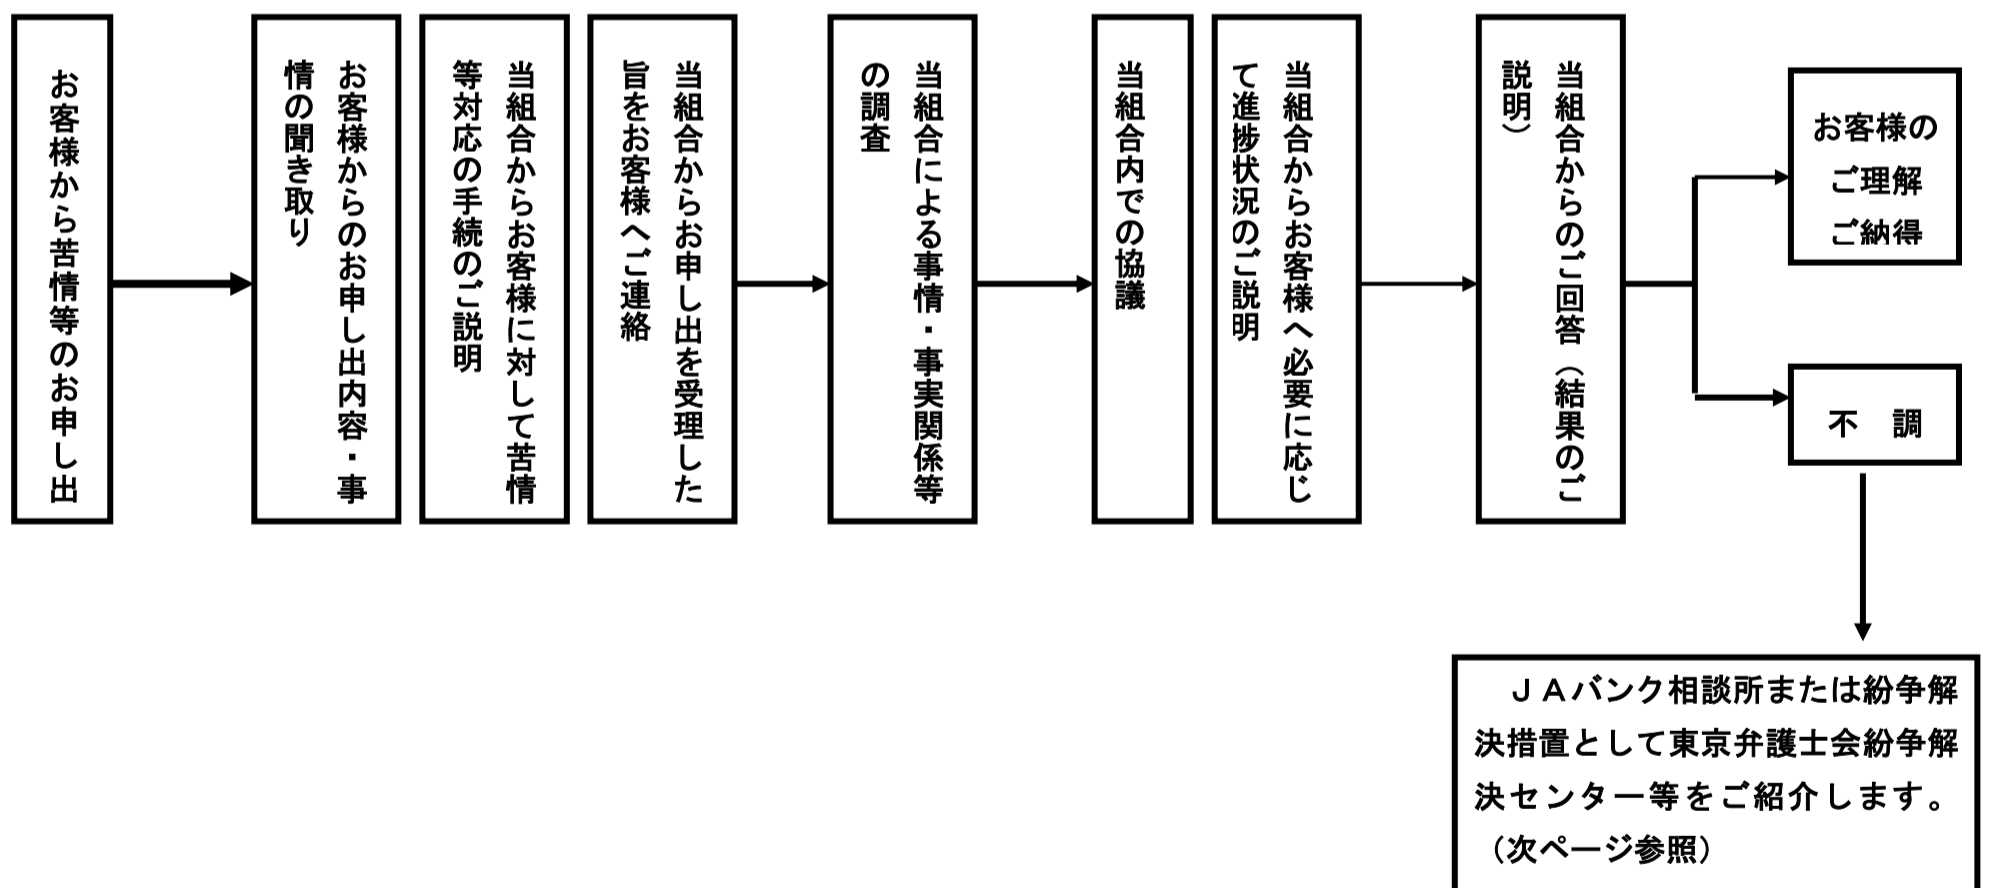 お客様から苦情等のお申し出
お客様からのお申し出内容・事
情の聞き取り
当組合からお客様に対して苦情
等対応の手続のご説明
当組合からお申し出を受理した
旨をお客様へご連絡
当組合による事情・事実関係等
の調査
当組合内での協議
当組合からお客様へ必要に応じ
て進捗状況のご説明
当組合からのご回答（結果のご
説明）
お客様の
ご理解
ご納得
不　調
ＪＡバンク相談所または紛争解
決措置として東京弁護士会紛争解
決センター等をご紹介します。
（次ページ参照）